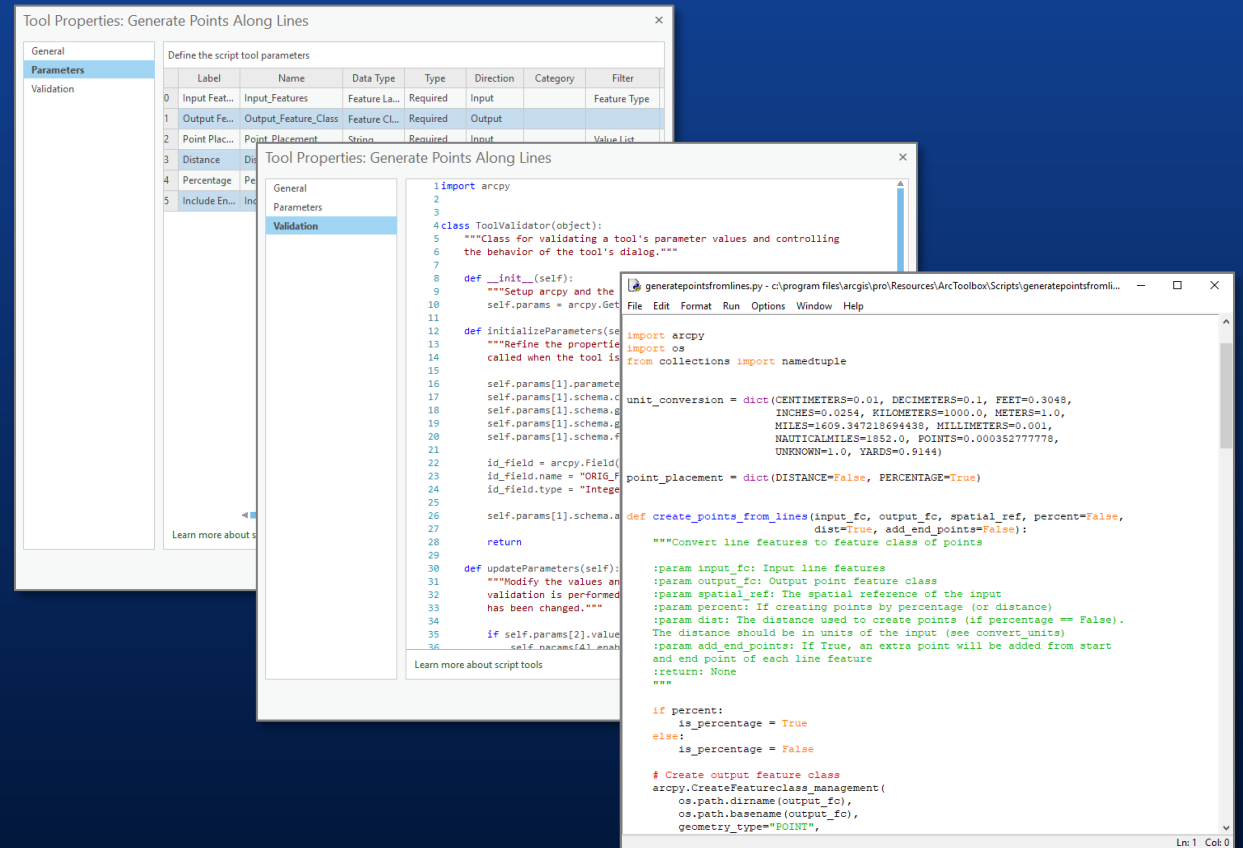 Tool Properties: Generate Points Along Lines ×
General
Parameters
Validation
Define the script tool parameters
Label Name Data Type Type Direction Category Filter
0 Input Feat... Input_Features Feature La... Required Input Feature Type
1 Output Fe... Output_Feature_Class Feature Cl... Required Output
2 Point Plac... Point_Placement String Required Input Value List
3 Distance
4 Percentage
5 Include En...
Learn more about
Tool Properties: Generate Points Along Lines ×
General
Parameters
Validation
1 import arcpy
2
3
4 class ToolValidator(object):
5 """Class for validating a tool's parameter values and controlling
6 the behavior of the tool's dialog."""
7
8 def __init__(self):
9 """Setup arcpy and the
10 self.params = arcpy.Get
11
12 def initializeParameters(se
13 """Refine the propertie
14 called when the tool is
15
16 self.params[1].paramete
17 self.params[1].schema.c
18 self.params[1].schema.g
19 self.params[1].schema.g
20 self.params[1].schema.f
21
22 id_field = arcpy.Field(
23 id_field.name = "ORIG_F
24 id_field.type = "Intege
25
26 self.params[1].schema.a
27
28 return
29
30 def updateParameters(self):
31 """Modify the values an
32 validation is performed
33 has been changed."""
34
35 if self.params[2].value
36 self.params[4].enab
Learn more about script tools
generatepointsfromlines.py - c:\program files\arcgis\pro\Resources\ArcToolbox\Scripts\generatepointsfromli...
File Edit Format Run Options Window Help
import arcpy
import os
from collections import namedtuple
unit_conversion = dict(CENTIMETERS=0.01, DECIMETERS=0.1, FEET=0.3048,
INCHES=0.0254, KILOMETERS=1000.0, METERS=1.0,
MILES=1609.347218694438, MILLIMETERS=0.001,
NAUTICALMILES=1852.0, POINTS=0.000352777778,
UNKNOWN=1.0, YARDS=0.9144)
point_placement = dict(DISTANCE=False, PERCENTAGE=True)
def create_points_from_lines(input_fc, output_fc, spatial_ref, percent=False,
dist=True, add_end_points=False):
"""Convert line features to feature class of points
:param input_fc: Input line features
:param output_fc: Output point feature class
:param spatial_ref: The spatial reference of the input
:param percent: If creating points by percentage (or distance)
:param dist: The distance used to create points (if percentage == False).
The distance should be in units of the input (see convert_units)
:param add_end_points: If True, an extra point will be added from start
and end point of each line feature
:return: None
"""
if percent:
is_percentage = True
else:
is_percentage = False
# Create output feature class
arcpy.CreateFeatureclass_management(
os.path.dirname(output_fc),
os.path.basename(output_fc),
geometry_type="POINT",
Ln: 1 Col: 0